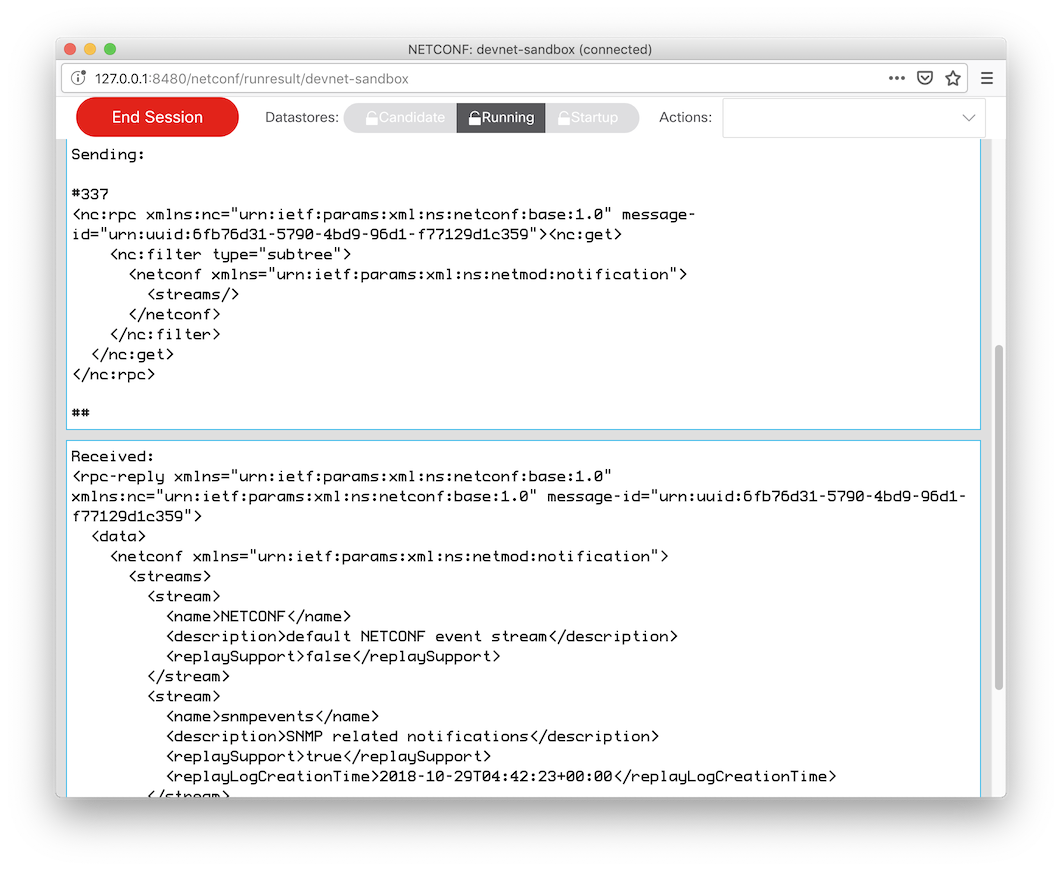 NETCONF: devnet-sandbox (connected)
127.0.0.1:8480/netconf/runresult/devnet-sandbox
End Session Datastores: Candidate Running Startup Actions:
Sending:
#337
<nc:rpc xmlns:nc="urn:ietf:params:xml:ns:netconf:base:1.0" message-
id="urn:uuid:6fb76d31-5790-4bd9-96d1-f77129d1c359"><nc:get>
    <nc:filter type="subtree">
      <netconf xmlns="urn:ietf:params:xml:ns:netmod:notification">
        <streams/>
      </netconf>
    </nc:filter>
  </nc:get>
</nc:rpc>
##
Received:
<rpc-reply xmlns="urn:ietf:params:xml:ns:netconf:base:1.0"
xmlns:nc="urn:ietf:params:xml:ns:netconf:base:1.0" message-id="urn:uuid:6fb76d31-5790-4bd9-96d1-
f77129d1c359">
  <data>
    <netconf xmlns="urn:ietf:params:xml:ns:netmod:notification">
      <streams>
        <stream>
          <name>NETCONF</name>
          <description>default NETCONF event stream</description>
          <replaySupport>false</replaySupport>
        </stream>
        <stream>
          <name>snmpevents</name>
          <description>SNMP related notifications</description>
          <replaySupport>true</replaySupport>
          <replayLogCreationTime>2018-10-29T04:42:23+00:00</replayLogCreationTime>
        </stream>